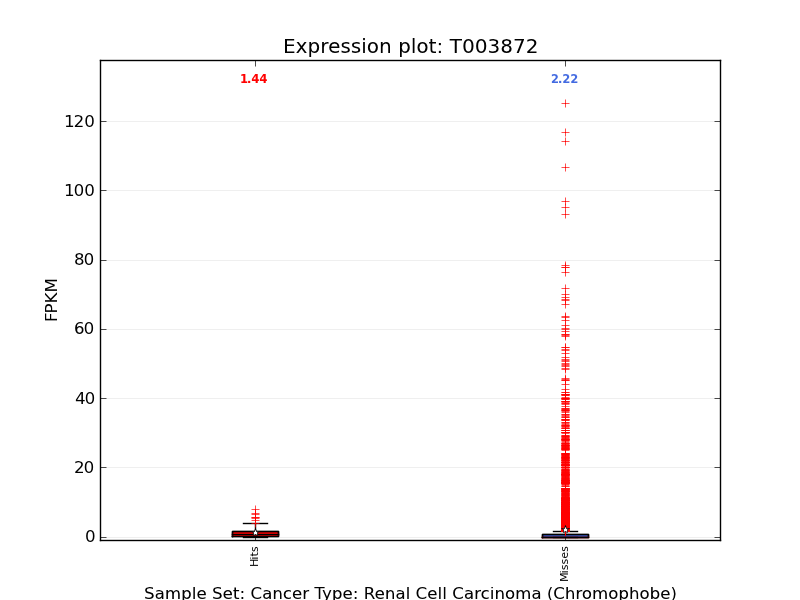 Expression plot: T003872
1.44
2.22
120
100
80
60
40
20
0
FPKM
Hits
Misses
Sample Set: Cancer Type: Renal Cell Carcinoma (Chromophobe)